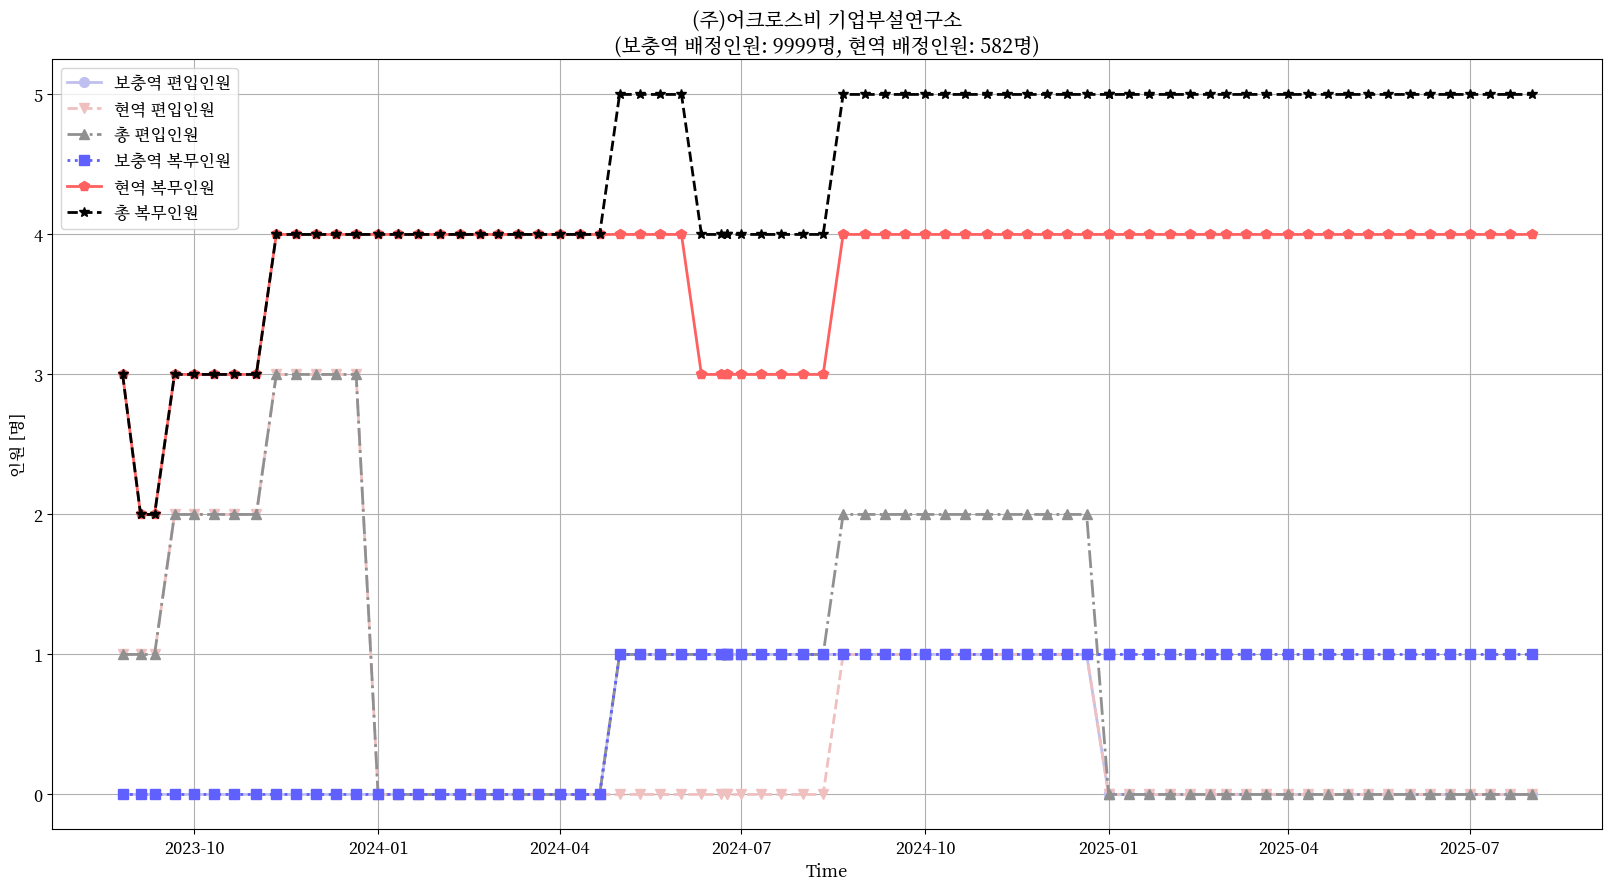 (주)어크로스비 기업부설연구소
(보충역 배정인원: 9999명, 현역 배정인원: 582명)
보충역 편입인원
현역 편입인원
총 편입인원
보충역 복무인원
현역 복무인원
총 복무인원
인원 [명]
5
4
3
2
1
0
2023-10
2024-01
2024-04
2024-07
2024-10
2025-01
2025-04
2025-07
Time